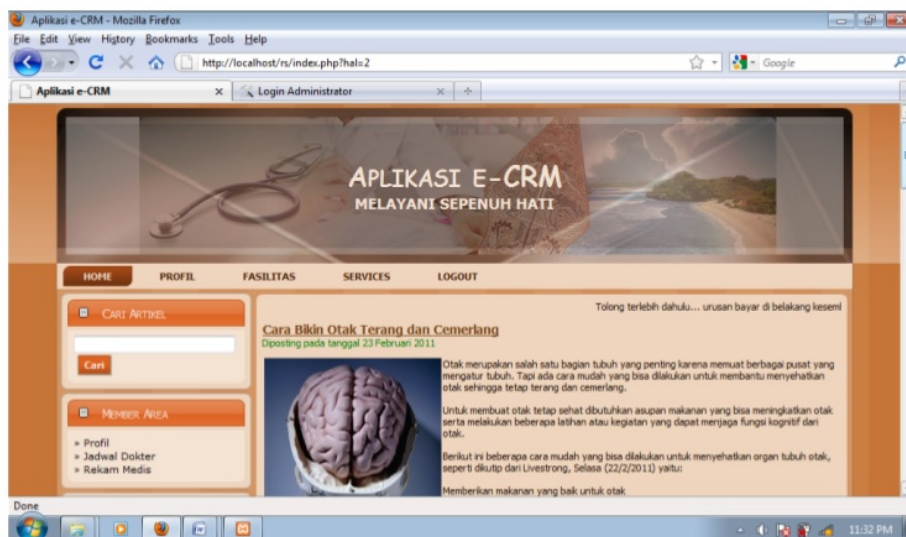 Aplikasi e-CRM - Mozilla Firefox
File Edit View History Bookmarks Tools Help
http://localhost/rs/index.php?hal=2
Google
Aplikasi e-CRM
Login Administrator
APLIKASI E-CRM
MELAYANI SEPENUH HATI
HOME PROFIL FASILITAS SERVICES LOGOUT
CARI ARTIKEL
Cari
MEMBER AREA
» Profil
» Jadwal Dokter
» Rekam Medis
Tolong terlebih dahulu... urusan bayar di belakang
Cara Bikin Otak Terang dan Cemerlang
Diposting pada tanggal 23 Februari 2011
Otak merupakan salah satu bagian tubuh yang penting karena memuat berbagai pusat yang
mengatur tubuh. Tapi ada cara mudah yang bisa dilakukan untuk membantu menyehatkan
otak sehingga tetap terang dan cemerlang.
Untuk membuat otak tetap sehat dibutuhkan asupan makanan yang bisa meningkatkan otak
serta melakukan beberapa latihan atau kegiatan yang dapat menjaga fungsi kognitif dari
otak.
Berikut ini beberapa cara mudah yang bisa dilakukan untuk menyehatkan organ tubuh otak,
seperti dikutip dari Livestrong, Selasa (22/2/2011) yaitu:
Memberikan makanan yang baik untuk otak
Done
11:32 PM